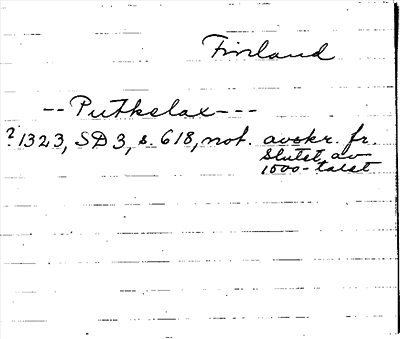 Finland
-- Putkelax ---
? 1323, SD 3, s. 618, not. avskr. fr.
slutet av
1500-talet